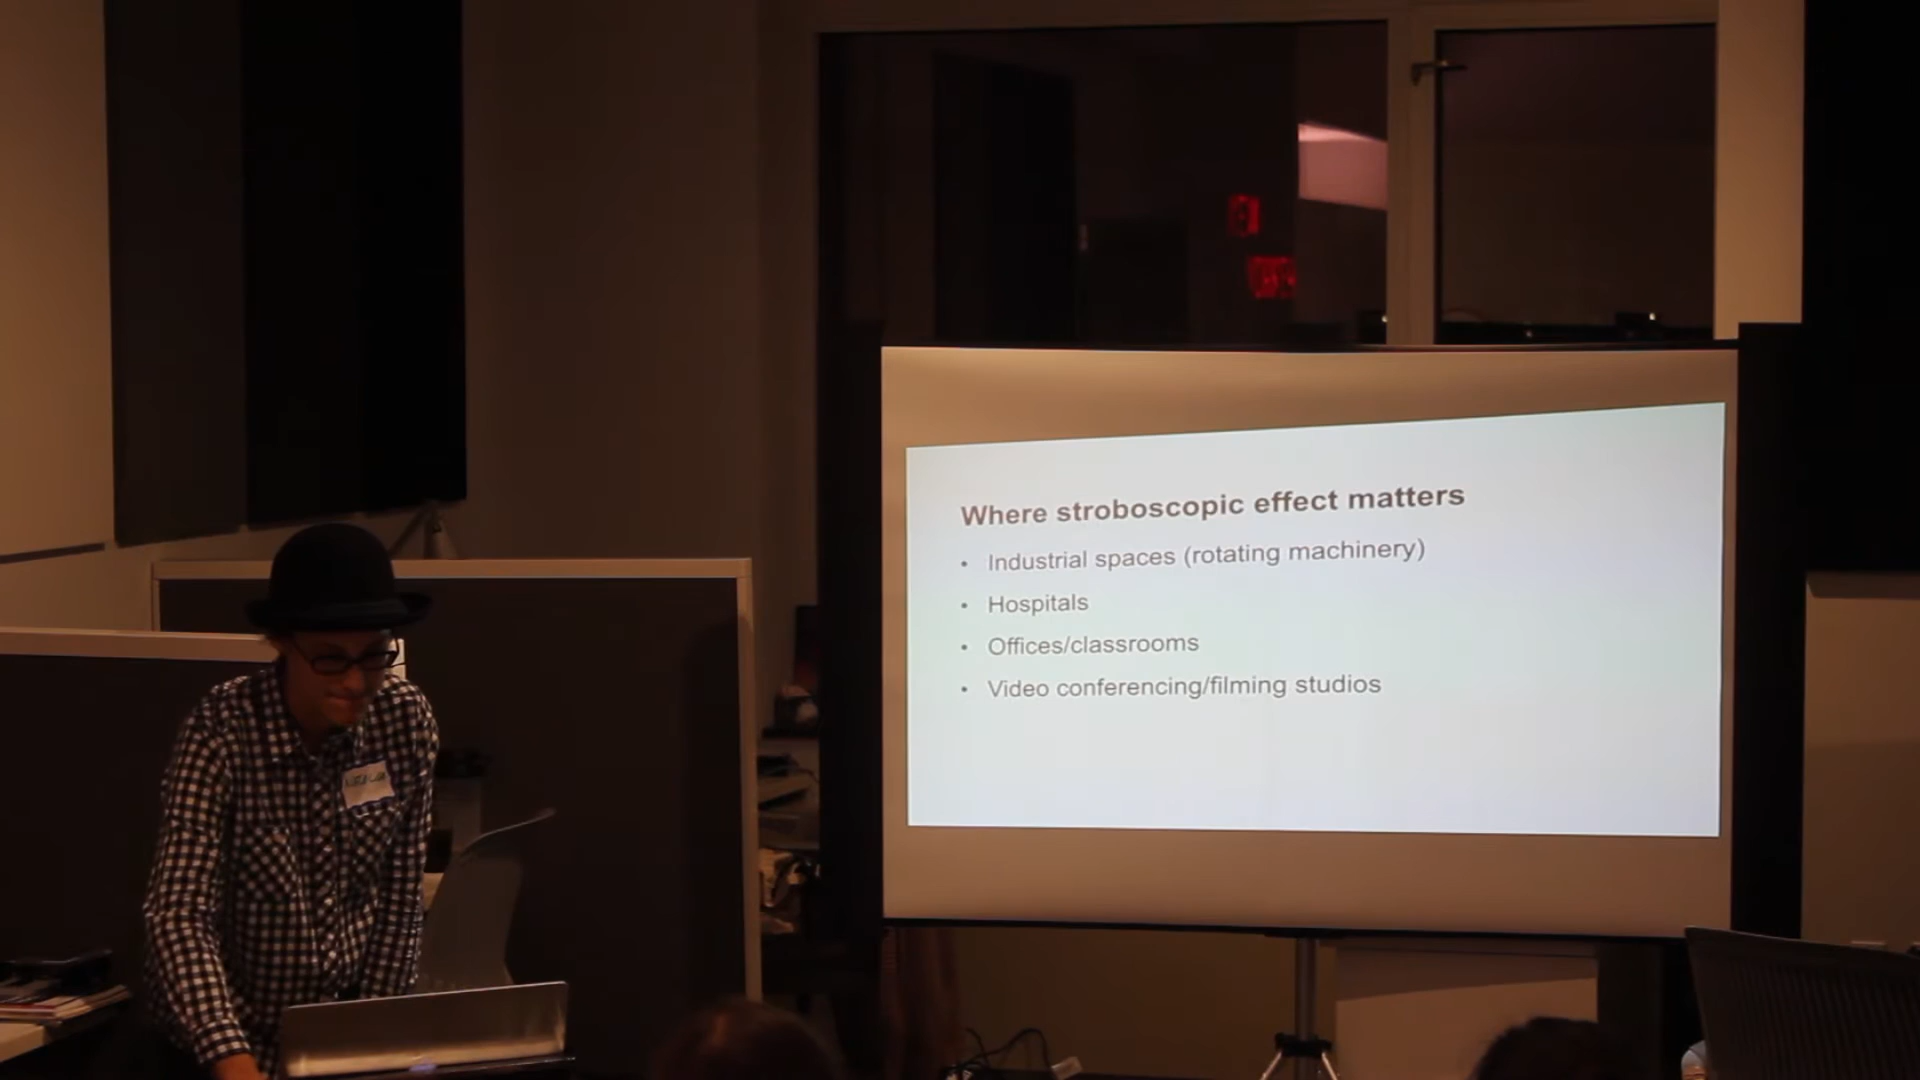 Where stroboscopic effect matters
• Industrial spaces (rotating machinery)
• Hospitals
• Offices/classrooms
• Video conferencing/filming studios